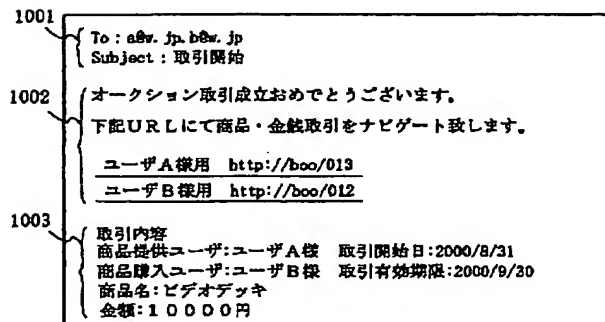 1001
To：a@w.jp.b@w.jp
Subject：取引開始
1002
オークション取引成立おめでとうございます。
下記ＵＲＬにて商品・金銭取引をナビゲート致します。
ユーザＡ様用 http://boo/013
ユーザＢ様用 http://boo/012
1003
取引内容
商品提供ユーザ:ユーザＡ様 取引開始日:2000/8/31
商品購入ユーザ:ユーザＢ様 取引有効期限:2000/9/30
商品名:ビデオデッキ
金額:１００００円